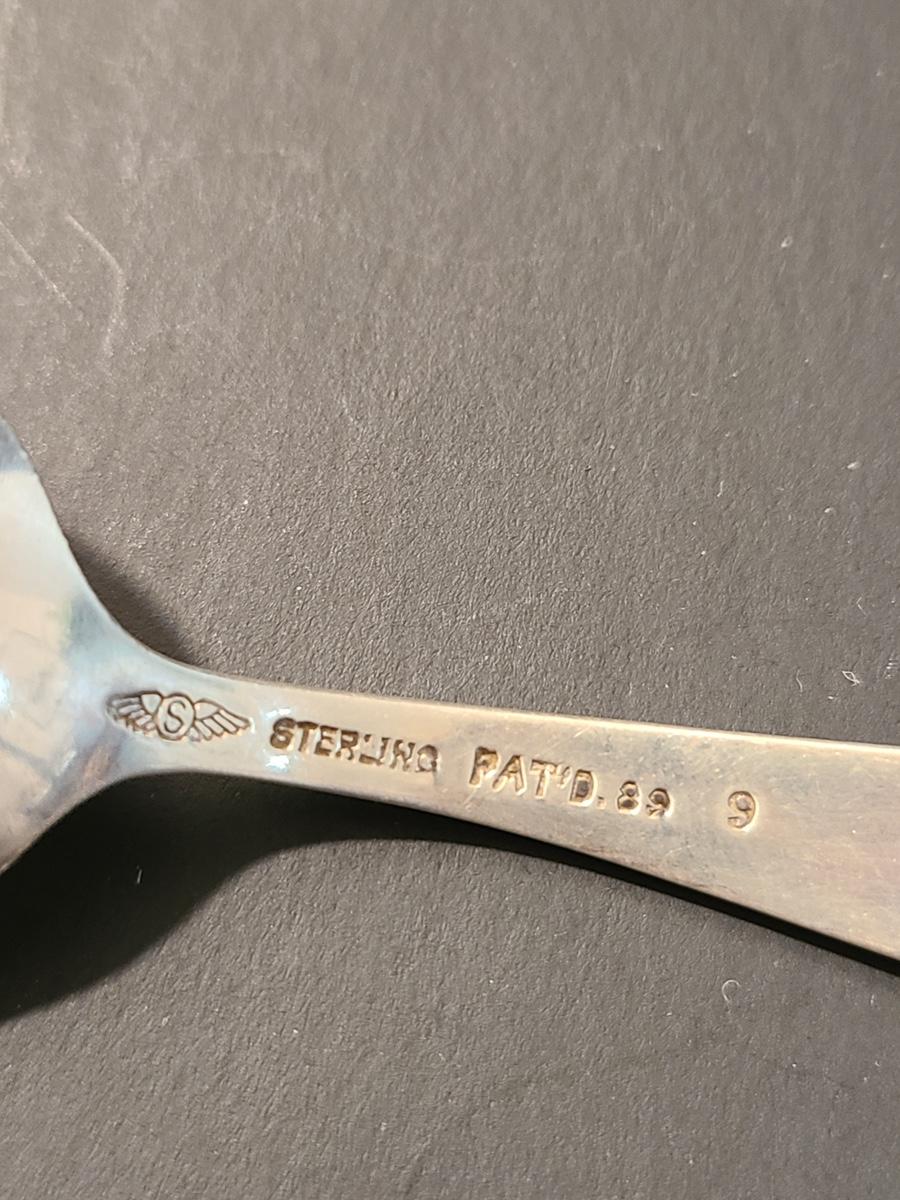 S STERLING PAT'D. 89 9